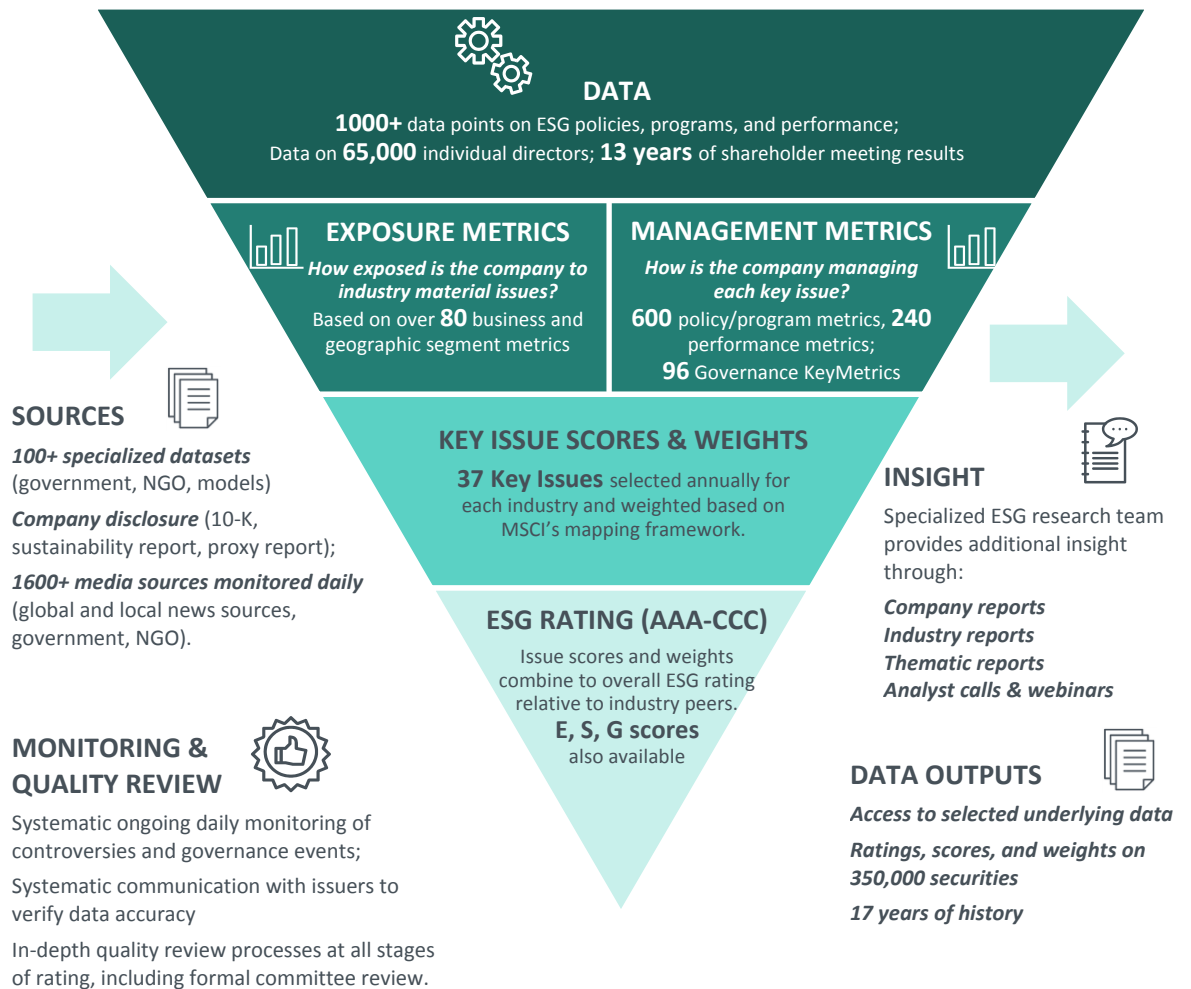 DATA
1000+ data points on ESG policies, programs, and performance;
Data on 65,000 individual directors; 13 years of shareholder meeting results
EXPOSURE METRICS
How exposed is the company to
industry material issues?
Based on over 80 business and
geographic segment metrics
MANAGEMENT METRICS
How is the company managing
each key issue?
600 policy/program metrics, 240
performance metrics;
96 Governance KeyMetrics
SOURCES
100+ specialized datasets
(government, NGO, models)
Company disclosure (10-K,
sustainability report, proxy report);
1600+ media sources monitored daily
(global and local news sources,
government, NGO).
KEY ISSUE SCORES & WEIGHTS
37 Key Issues selected annually for
each industry and weighted based on
MSCI’s mapping framework.
INSIGHT
Specialized ESG research team
provides additional insight
through:
Company reports
Industry reports
Thematic reports
Analyst calls & webinars
ESG RATING (AAA-CCC)
Issue scores and weights
combine to overall ESG rating
relative to industry peers.
E, S, G scores
also available
MONITORING &
QUALITY REVIEW
Systematic ongoing daily monitoring of
controversies and governance events;
Systematic communication with issuers to
verify data accuracy
In-depth quality review processes at all stages
of rating, including formal committee review.
DATA OUTPUTS
Access to selected underlying data
Ratings, scores, and weights on
350,000 securities
17 years of history